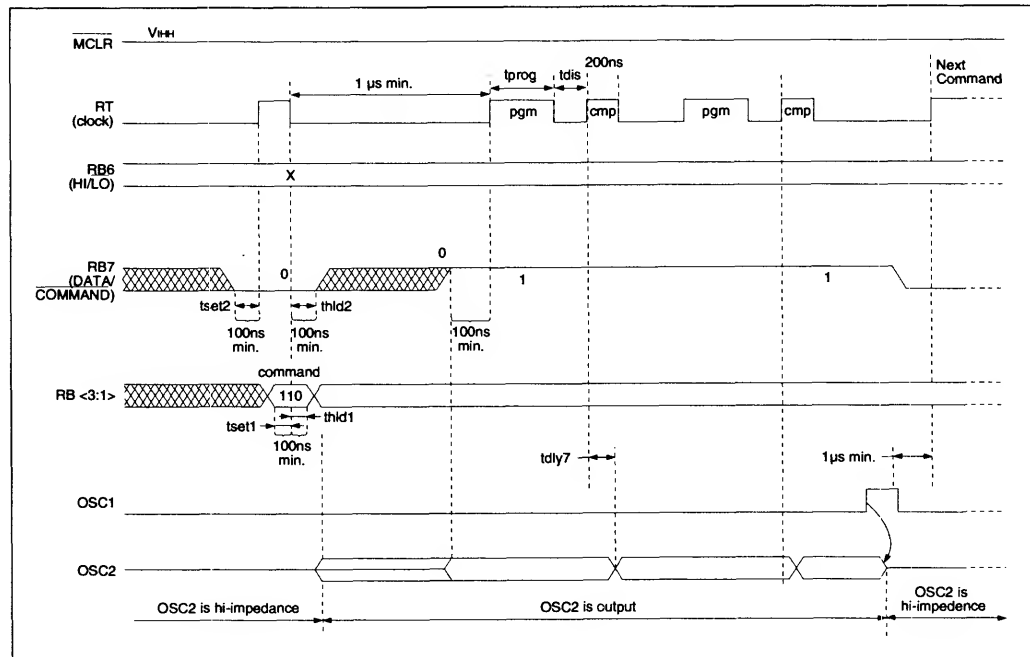 MCLR VIHH
1 µs min. tprog tdis 200ns Next
Command
RT
(clock) pgm cmp pgm cmp
RB6
(HI/LO) X
0
RB7
(DATA/
COMMAND) 0 1 1
tset2 thld2
100ns
min. 100ns
min. 100ns
min.
command
RB <3:1> 110
tset1 thld1
100ns
min.
tdly7 1µs min.
OSC1
OSC2
OSC2 is hi-impedance OSC2 is cutput OSC2 is
hi-impedence